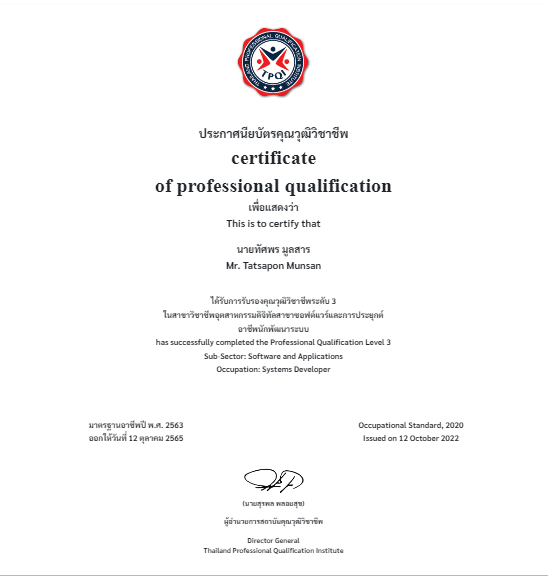 THAILAND PROFESSIONAL QUALIFICATION INSTITUTE
TPQI
ประกาศนียบัตรคุณวุฒิวิชาชีพ
certificate
of professional qualification
เพื่อแสดงว่า
This is to certify that
นายทัศพร มูลสาร
Mr. Tatsapon Munsan
ได้รับการรับรองคุณวุฒิวิชาชีพระดับ 3
ในสาขาวิชาชีพอุตสาหกรรมดิจิทัลสาขาซอฟต์แวร์และการประยุกต์
อาชีพนักพัฒนาระบบ
has successfully completed the Professional Qualification Level 3
Sub-Sector: Software and Applications
Occupation: Systems Developer
มาตรฐานอาชีพปี พ.ศ. 2563
Occupational Standard, 2020
ออกให้วันที่ 12 ตุลาคม 2565
Issued on 12 October 2022
(นายสุรพล พลอยสุข)
ผู้อำนวยการสถาบันคุณวุฒิวิชาชีพ
Director General
Thailand Professional Qualification Institute